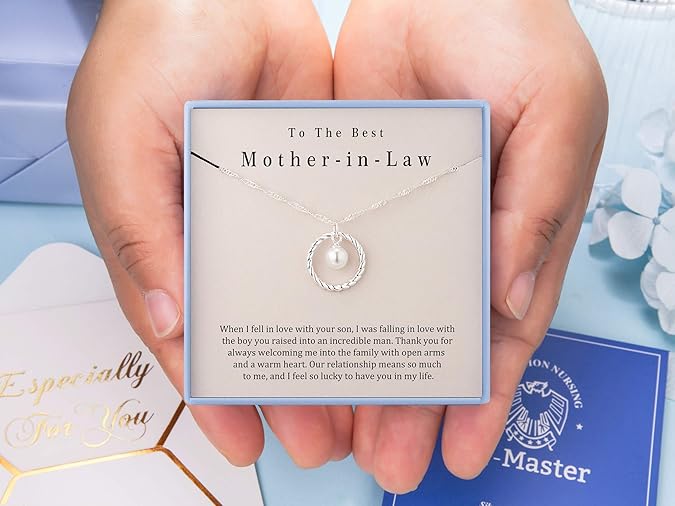 To The Best
Mother-in-Law
When I fell in love with your son, I was falling in love with
the boy you raised into an incredible man. Thank you for
always welcoming me into the family with open arms
and a warm heart. Our relationship means so much
to me, and I feel so lucky to have you in my life.
Especially
For You
NURSING
-Master